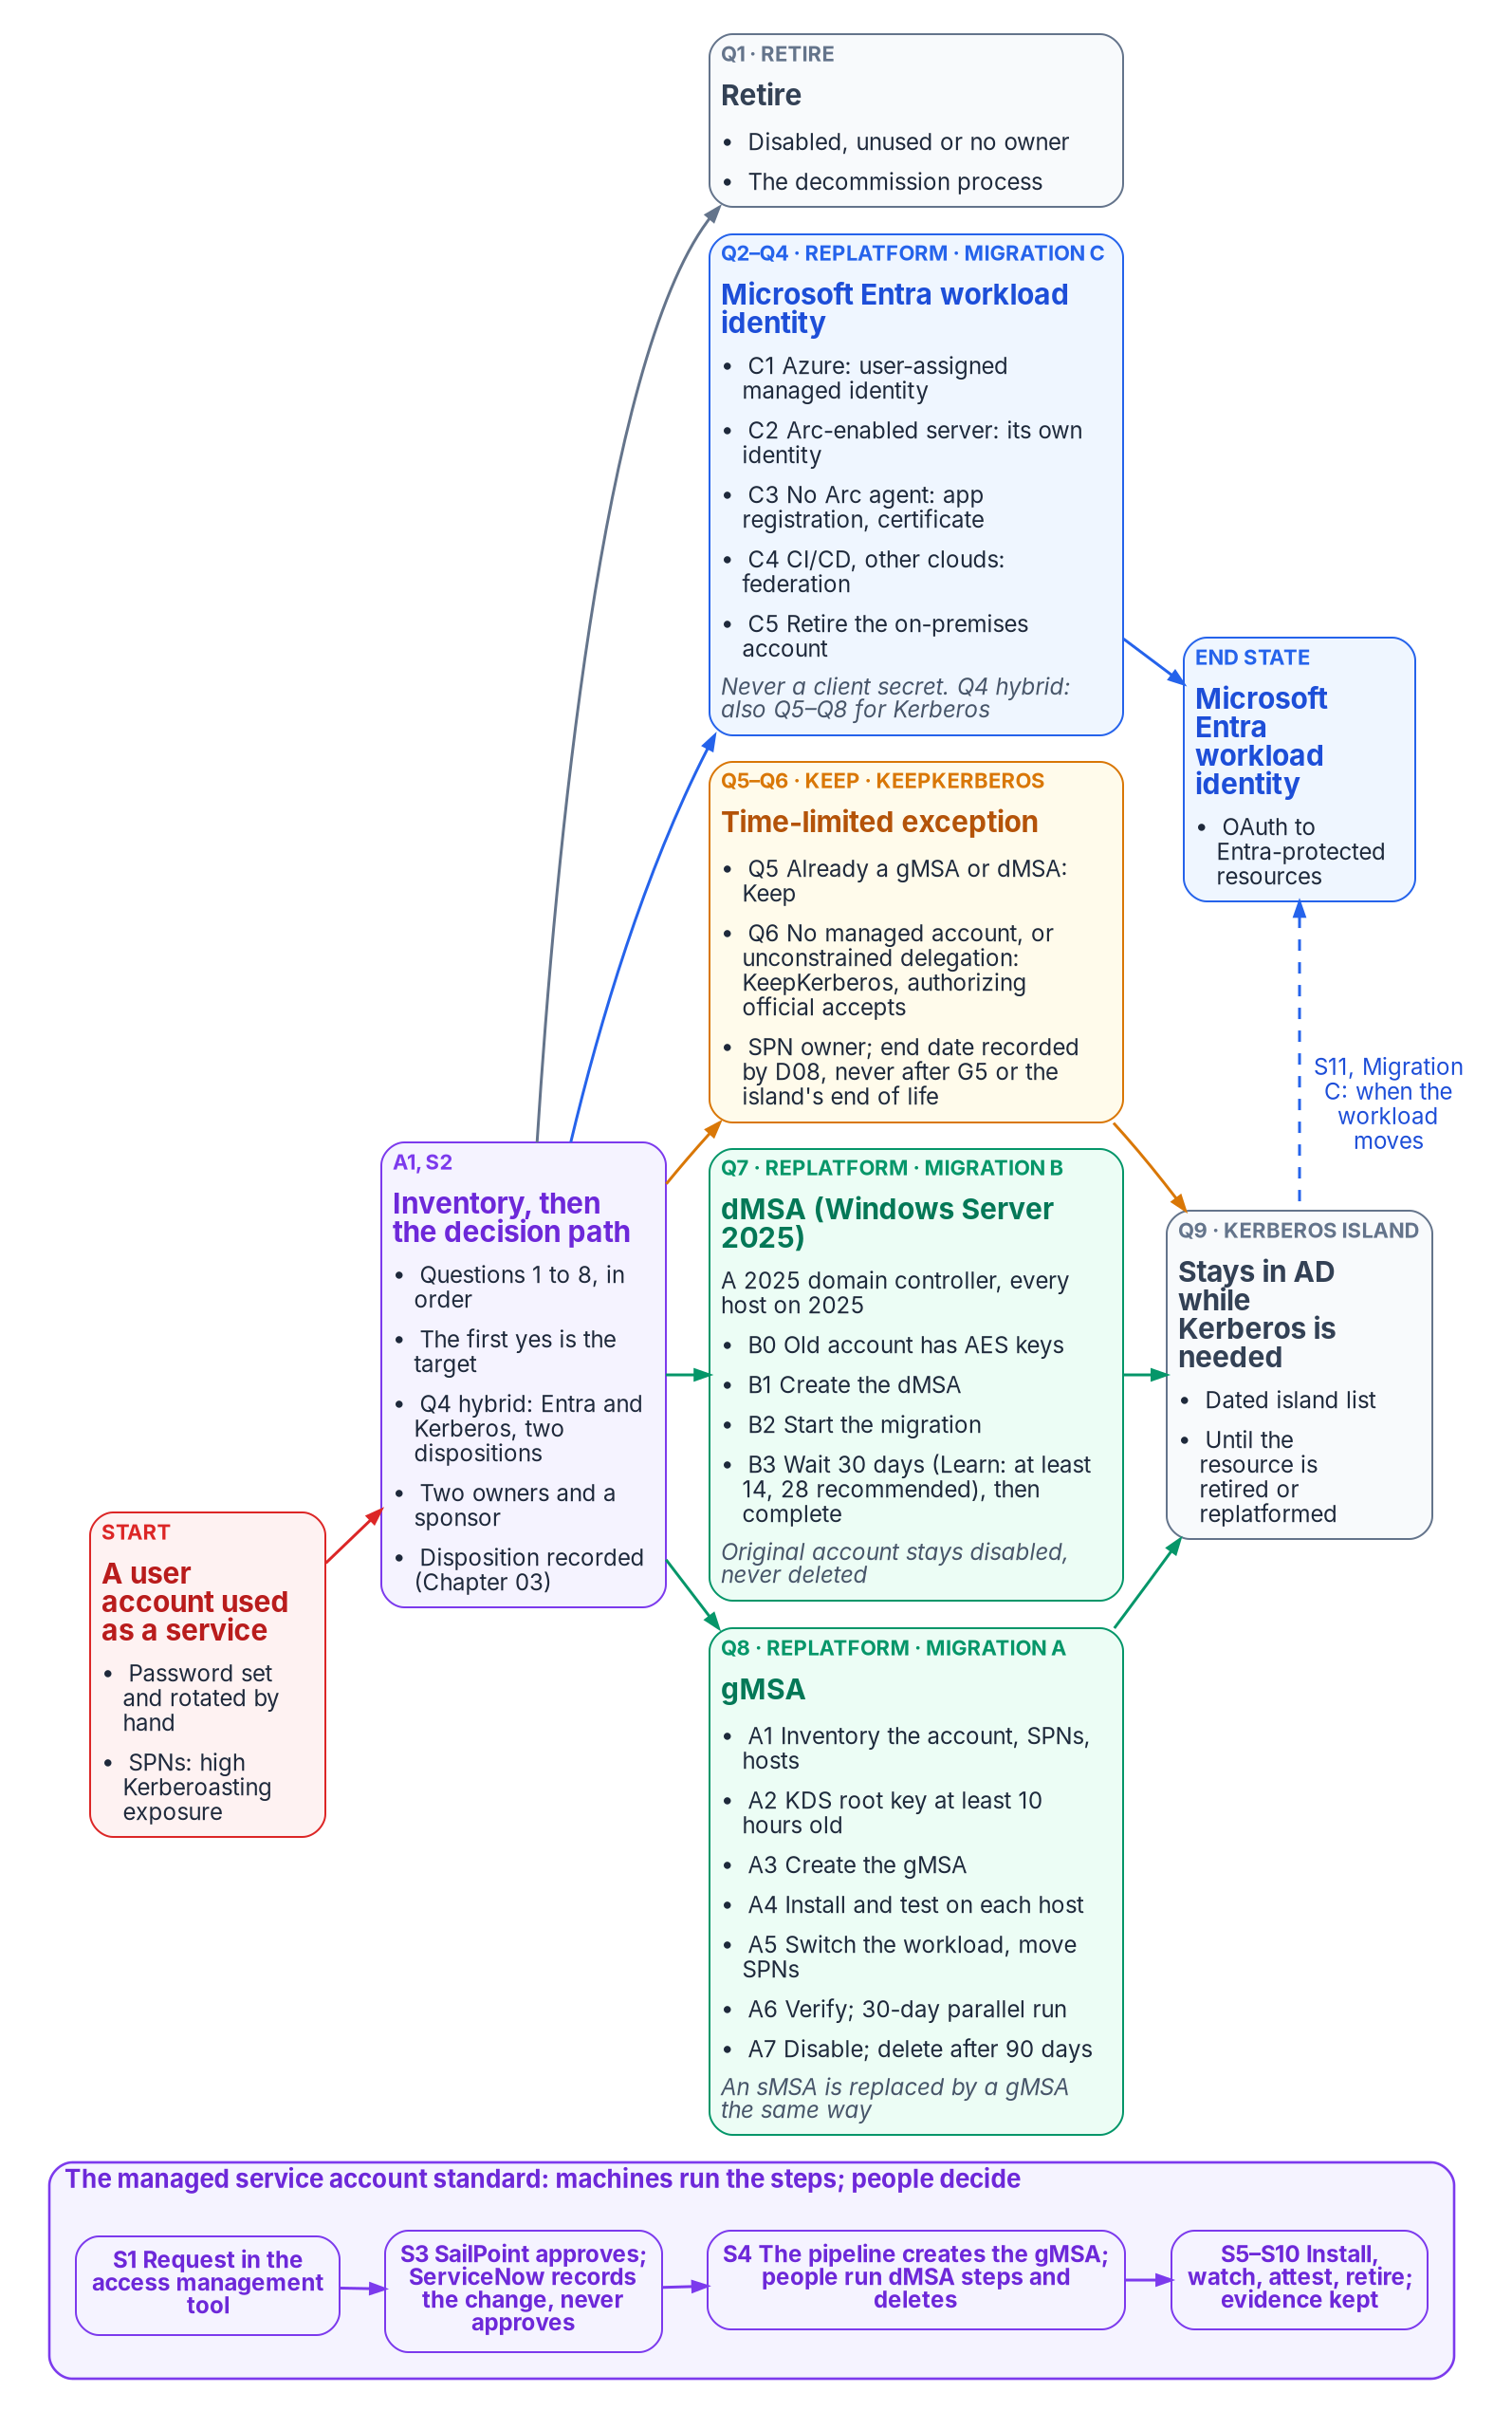 Q1 · RETIRE
Retire
• Disabled, unused or no owner
• The decommission process
Q2–Q4 · REPLATFORM · MIGRATION C
Microsoft Entra workload
identity
• C1 Azure: user-assigned
managed identity
• C2 Arc-enabled server: its own
identity
• C3 No Arc agent: app
registration, certificate
• C4 CI/CD, other clouds:
federation
• C5 Retire the on-premises
account
Never a client secret. Q4 hybrid:
also Q5–Q8 for Kerberos
END STATE
Microsoft
Entra
workload
identity
• OAuth to
Entra-protected
resources
Q5–Q6 · KEEP · KEEPKERBEROS
Time-limited exception
• Q5 Already a gMSA or dMSA:
Keep
• Q6 No managed account, or
unconstrained delegation:
KeepKerberos, authorizing
official accepts
• SPN owner; end date recorded
by D08, never after G5 or the
island's end of life
S11, Migration
C: when the
workload
moves
A1, S2
Inventory, then
the decision path
• Questions 1 to 8, in
order
• The first yes is the
target
• Q4 hybrid: Entra and
Kerberos, two
dispositions
• Two owners and a
sponsor
• Disposition recorded
(Chapter 03)
Q7 · REPLATFORM · MIGRATION B
dMSA (Windows Server
2025)
A 2025 domain controller, every
host on 2025
• B0 Old account has AES keys
• B1 Create the dMSA
• B2 Start the migration
• B3 Wait 30 days (Learn: at least
14, 28 recommended), then
complete
Original account stays disabled,
never deleted
Q9 · KERBEROS ISLAND
Stays in AD
while
Kerberos is
needed
• Dated island list
• Until the
resource is
retired or
replatformed
START
A user
account used
as a service
• Password set
and rotated by
hand
• SPNs: high
Kerberoasting
exposure
Q8 · REPLATFORM · MIGRATION A
gMSA
• A1 Inventory the account, SPNs,
hosts
• A2 KDS root key at least 10
hours old
• A3 Create the gMSA
• A4 Install and test on each host
• A5 Switch the workload, move
SPNs
• A6 Verify; 30-day parallel run
• A7 Disable; delete after 90 days
An sMSA is replaced by a gMSA
the same way
The managed service account standard: machines run the steps; people decide
S1 Request in the
access management
tool
S3 SailPoint approves;
ServiceNow records
the change, never
approves
S4 The pipeline creates the gMSA;
people run dMSA steps and
deletes
S5–S10 Install,
watch, attest, retire;
evidence kept